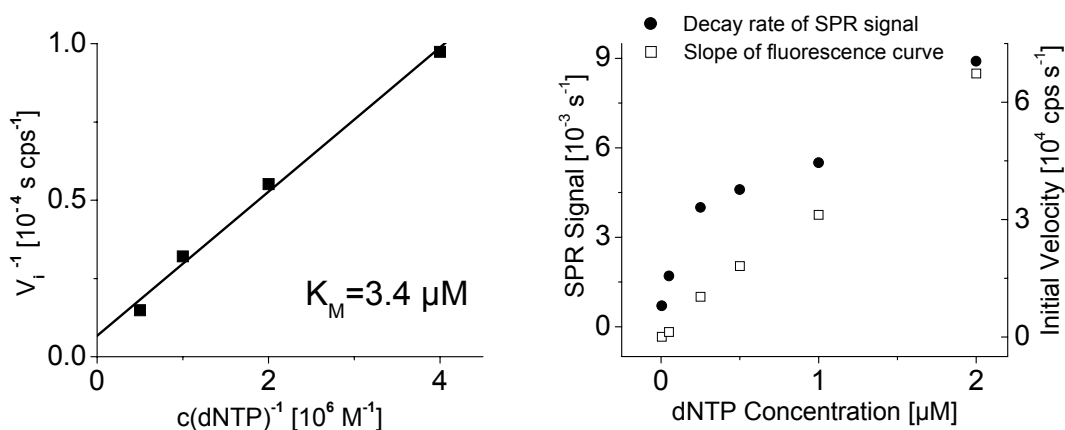 1.0
0.5
0.0
V_i^-1 [10^-4 s cps^-1]
K_M=3.4 µM
0 2 4
c(dNTP)^-1 [10^6 M^-1]
Decay rate of SPR signal
Slope of fluorescence curve
9
6
3
0
SPR Signal [10^-3 s^-1]
6
3
0
Initial Velocity [10^4 cps s^-1]
0 1 2
dNTP Concentration [µM]